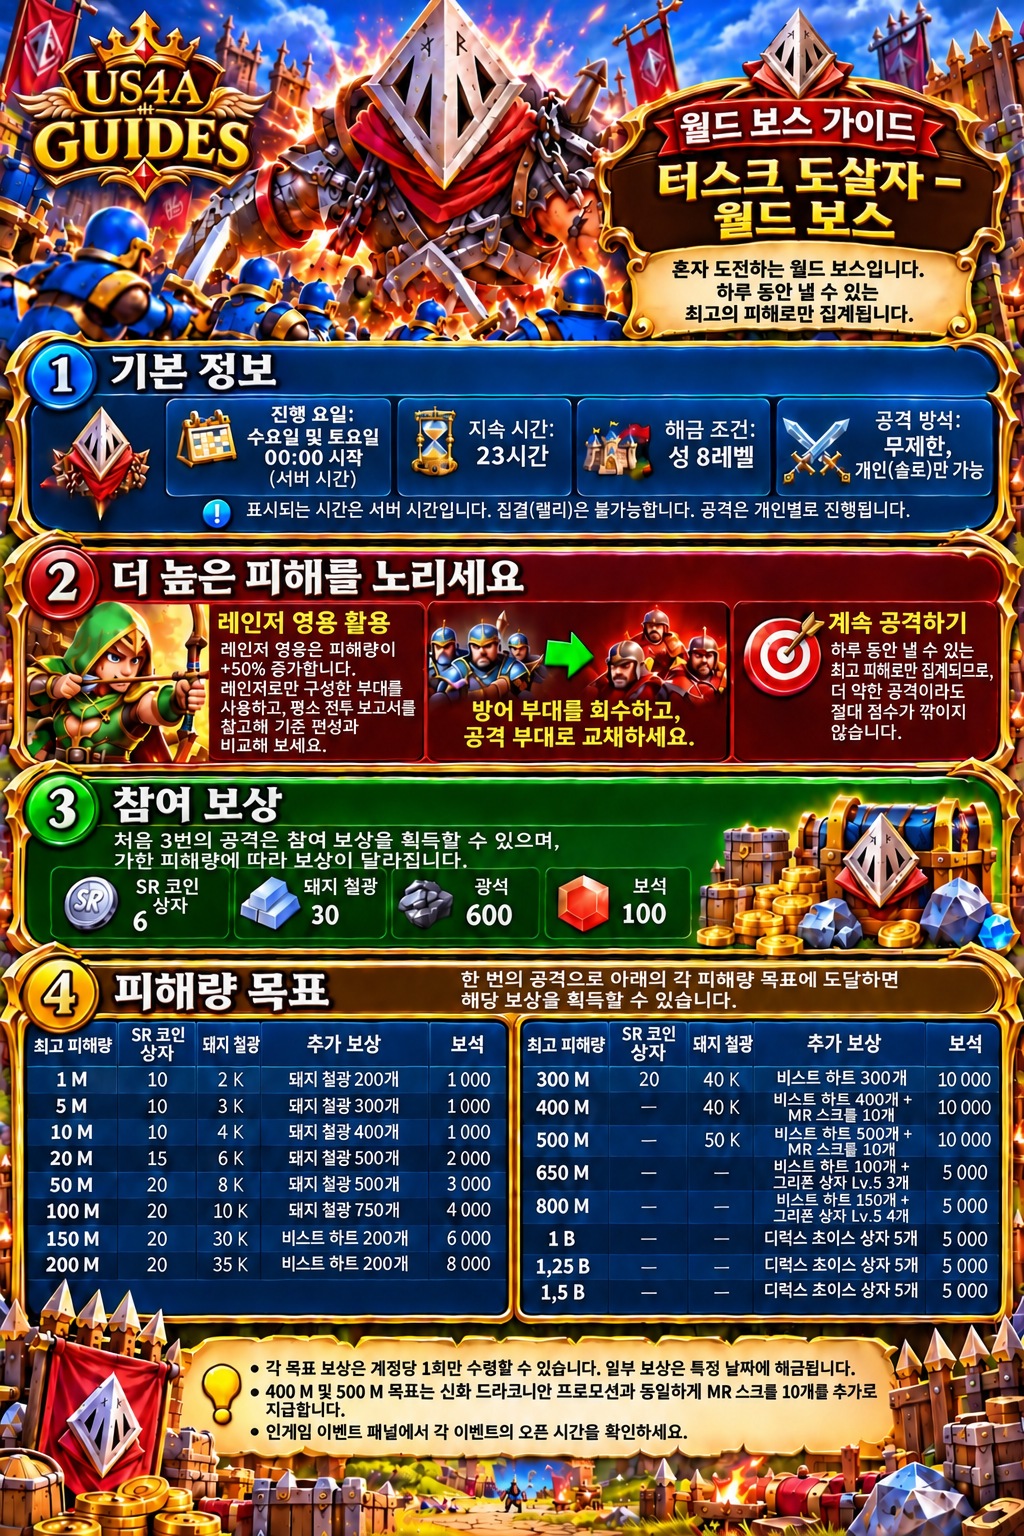 US4A
GUIDES
월드 보스 가이드
터스크 도살자 –
월드 보스
혼자 도전하는 월드 보스입니다.
하루 동안 낼 수 있는
최고의 피해로만 집계됩니다.
1 기본 정보
진행 요일:
수요일 및 토요일
00:00 시작
(서버 시간)
지속 시간:
23시간
해금 조건:
성 8레벨
공격 방식:
무제한,
개인(솔로)만 가능
표시되는 시간은 서버 시간입니다. 집결(랠리)은 불가능합니다. 공격은 개인별로 진행됩니다.
2 더 높은 피해를 노리세요
레인저 영웅 활용
레인저 영웅은 피해량이
+50% 증가합니다.
레인저로만 구성한 부대를
사용하고, 평소 전투 보고서를
참고해 기준 편성과
비교해 보세요.
방어 부대를 회수하고,
공격 부대로 교채하세요.
계속 공격하기
하루 동안 낼 수 있는
최고 피해로만 집계되므로,
더 약한 공격이라도
절대 점수가 깎이지
않습니다.
3 참여 보상
처음 3번의 공격은 참여 보상을 획득할 수 있으며,
가한 피해량에 따라 보상이 달라집니다.
SR
SR 코인
상자
6
돼지 철광
30
광석
600
보석
100
4 피해량 목표
한 번의 공격으로 아래의 각 피해량 목표에 도달하면
해당 보상을 획득할 수 있습니다.
최고 피해량 SR 코인 상자 돼지 철광 추가 보상 보석
1 M 10 2 K 돼지 철광 200개 1 000
5 M 10 3 K 돼지 철광 300개 1 000
10 M 10 4 K 돼지 철광 400개 1 000
20 M 15 6 K 돼지 철광 500개 2 000
50 M 20 8 K 돼지 철광 500개 3 000
100 M 20 10 K 돼지 철광 750개 4 000
150 M 20 30 K 비스트 하트 200개 6 000
200 M 20 35 K 비스트 하트 200개 8 000
최고 피해량 SR 코인 상자 돼지 철광 추가 보상 보석
300 M 20 40 K 비스트 하트 300개 10 000
400 M — 40 K 비스트 하트 400개 + MR 스크롤 10개 10 000
500 M — 50 K 비스트 하트 500개 + MR 스크롤 10개 10 000
650 M — — 비스트 하트 100개 + 그리폰 상자 Lv.5 3개 5 000
800 M — — 비스트 하트 150개 + 그리폰 상자 Lv.5 4개 5 000
1 B — — 디럭스 초이스 상자 5개 5 000
1,25 B — — 디럭스 초이스 상자 5개 5 000
1,5 B — — 디럭스 초이스 상자 5개 5 000
• 각 목표 보상은 계정당 1회만 수령할 수 있습니다. 일부 보상은 특정 날짜에 해금됩니다.
• 400 M 및 500 M 목표는 신화 드라코니안 프로모션과 동일하게 MR 스크롤 10개를 추가로
지급합니다.
• 인게임 이벤트 패널에서 각 이벤트의 오픈 시간을 확인하세요.